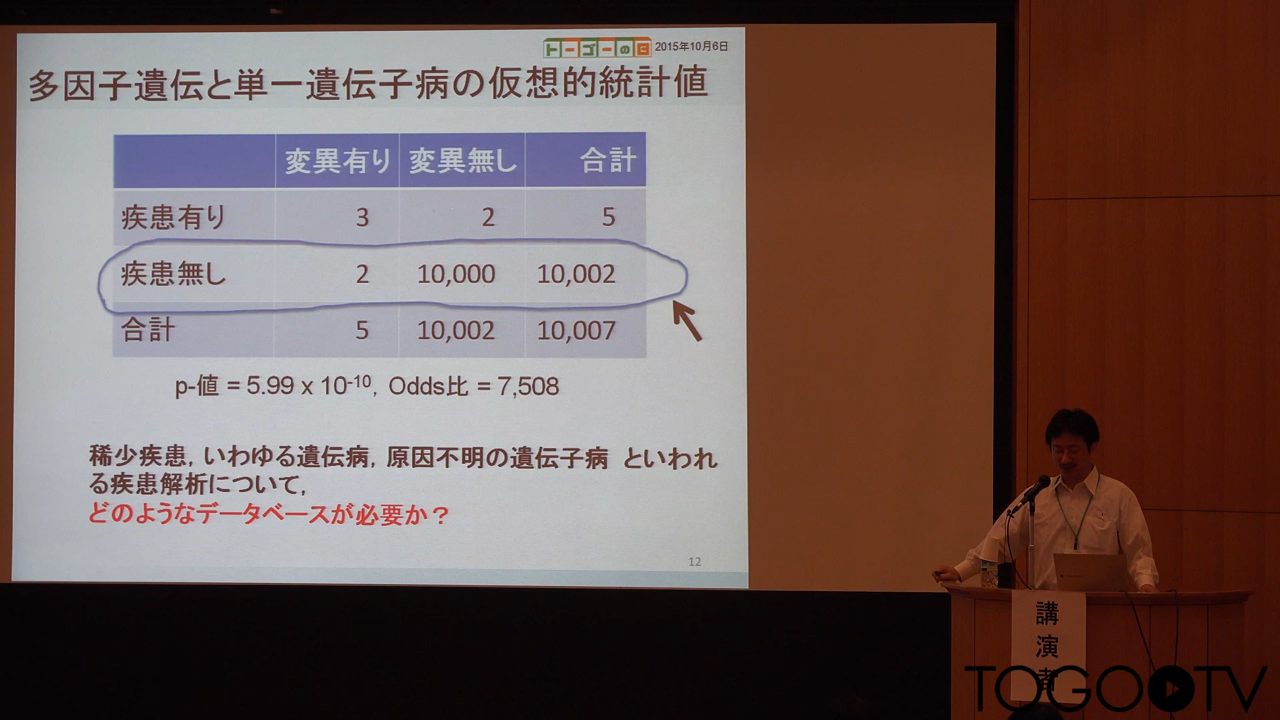 トーゴーの日 2015年10月6日
多因子遺伝と単一遺伝子病の仮想的統計値
変異有り 変異無し 合計
疾患有り 3 2 5
疾患無し 2 10,000 10,002
合計 5 10,002 10,007
p-値 = 5.99 x 10-10, Odds比 = 7,508
稀少疾患, いわゆる遺伝病, 原因不明の遺伝子病 といわれ
る疾患解析について,
どのようなデータベースが必要か？
12
講演者
TOGOTV